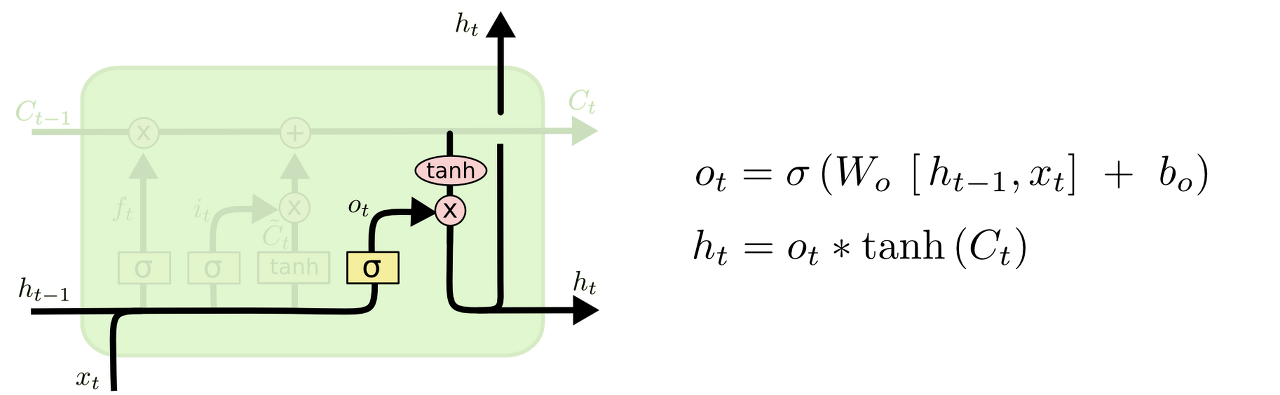 h_t
C_{t-1}
C_t
x
+
tanh
f_t
i_t
x
o_t
x
C̃_t
σ
σ
tanh
σ
h_{t-1}
h_t
x_t
o_t = σ (W_o [h_{t-1}, x_t] + b_o)
h_t = o_t * tanh (C_t)